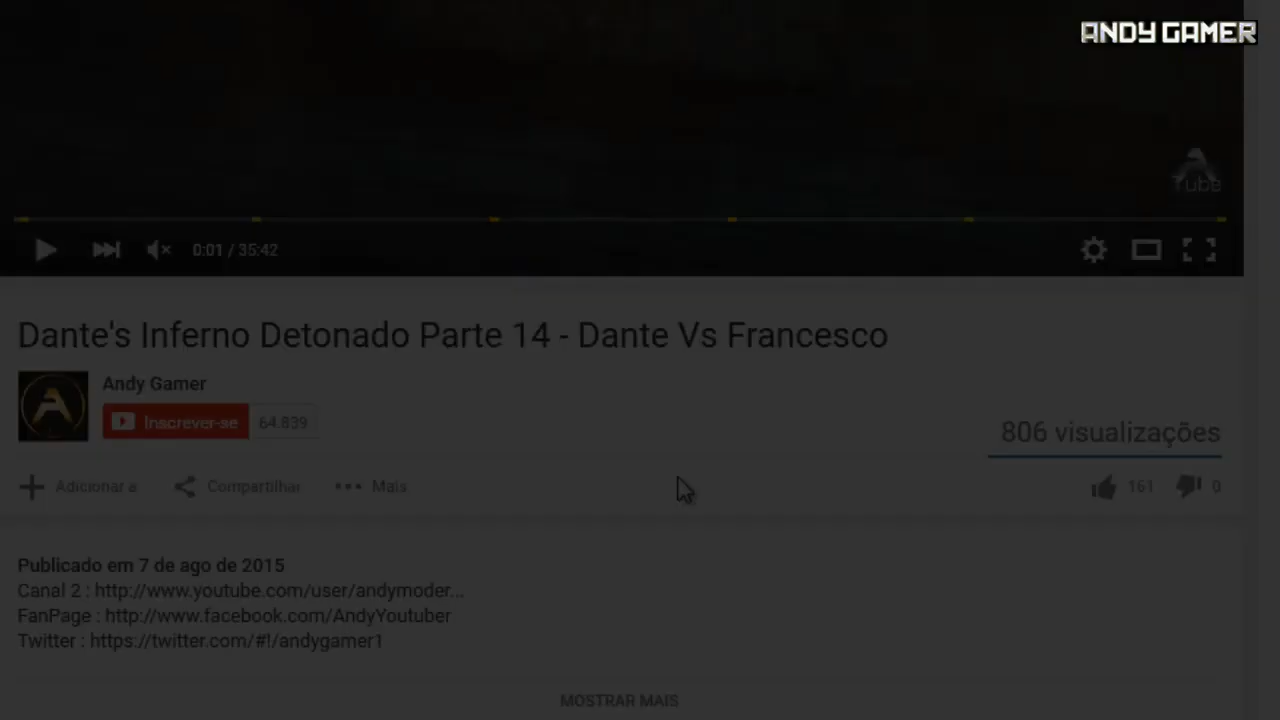 ANDY GAMER
Tube
0:01 / 35:42
Dante's Inferno Detonado Parte 14 - Dante Vs Francesco
Andy Gamer
Inscrever-se 64.839
806 visualizações
Adicionar a Compartilhar Mais 161 0
Publicado em 7 de ago de 2015
Canal 2 : http://www.youtube.com/user/andymoder...
FanPage : http://www.facebook.com/AndyYoutuber
Twitter : https://twitter.com/#!/andygamer1
MOSTRAR MAIS